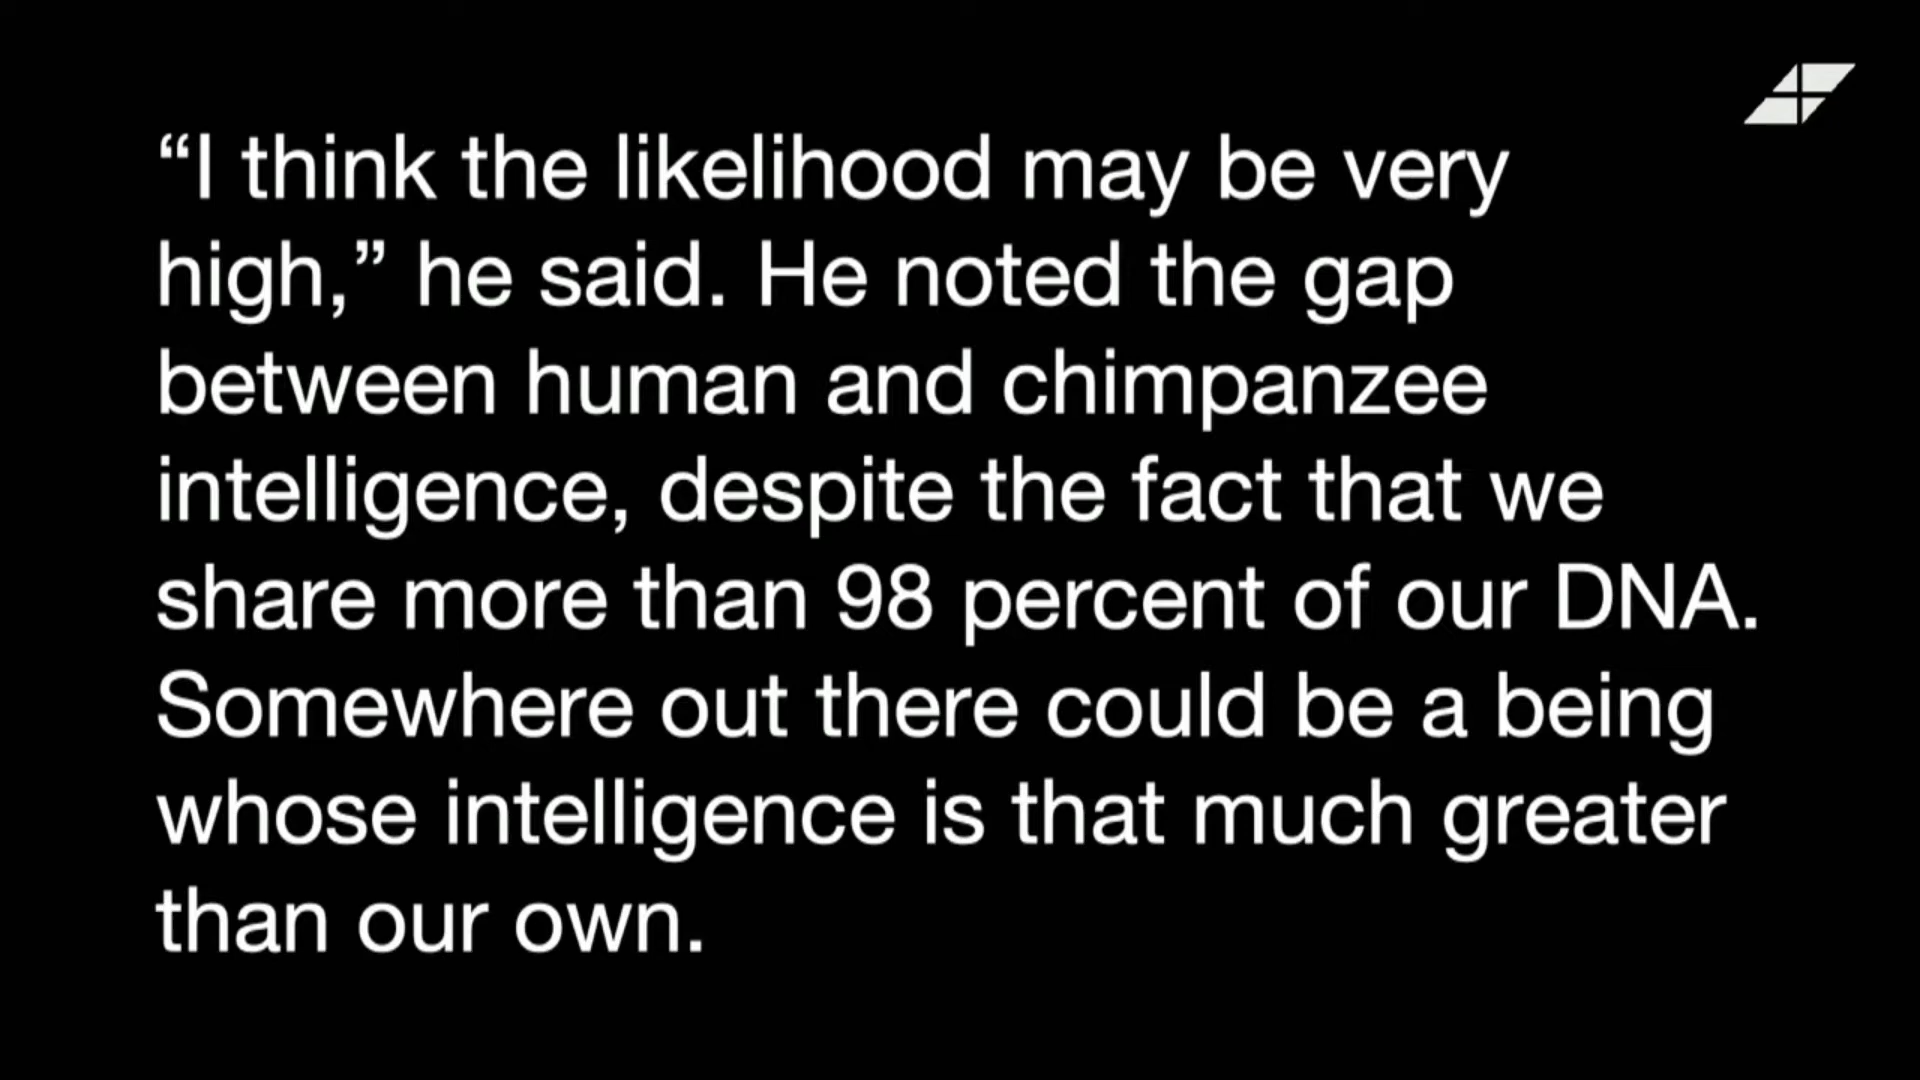 “I think the likelihood may be very
high,” he said. He noted the gap
between human and chimpanzee
intelligence, despite the fact that we
share more than 98 percent of our DNA.
Somewhere out there could be a being
whose intelligence is that much greater
than our own.